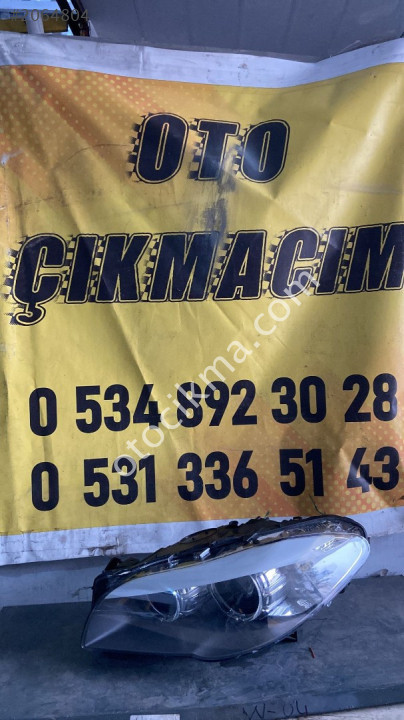 OTO
ÇIKMACIM
0 534 892 30 28
0 531 336 51 43
otocikma.com